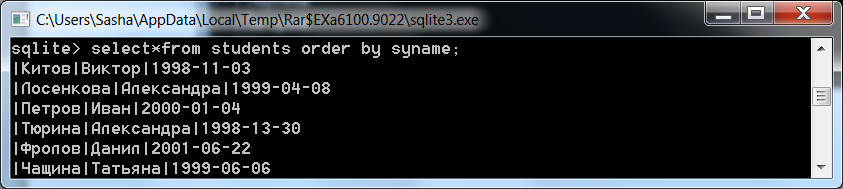 C:\Users\Sasha\AppData\Local\Temp\Rar$EXa6100.9022\sqlite3.exe
sqlite> select*from students order by syname;
|Китов|Виктор|1998-11-03
|Лосенкова|Александра|1999-04-08
|Петров|Иван|2000-01-04
|Тюрина|Александра|1998-13-30
|Фролов|Данил|2001-06-22
|Чащина|Татьяна|1999-06-06